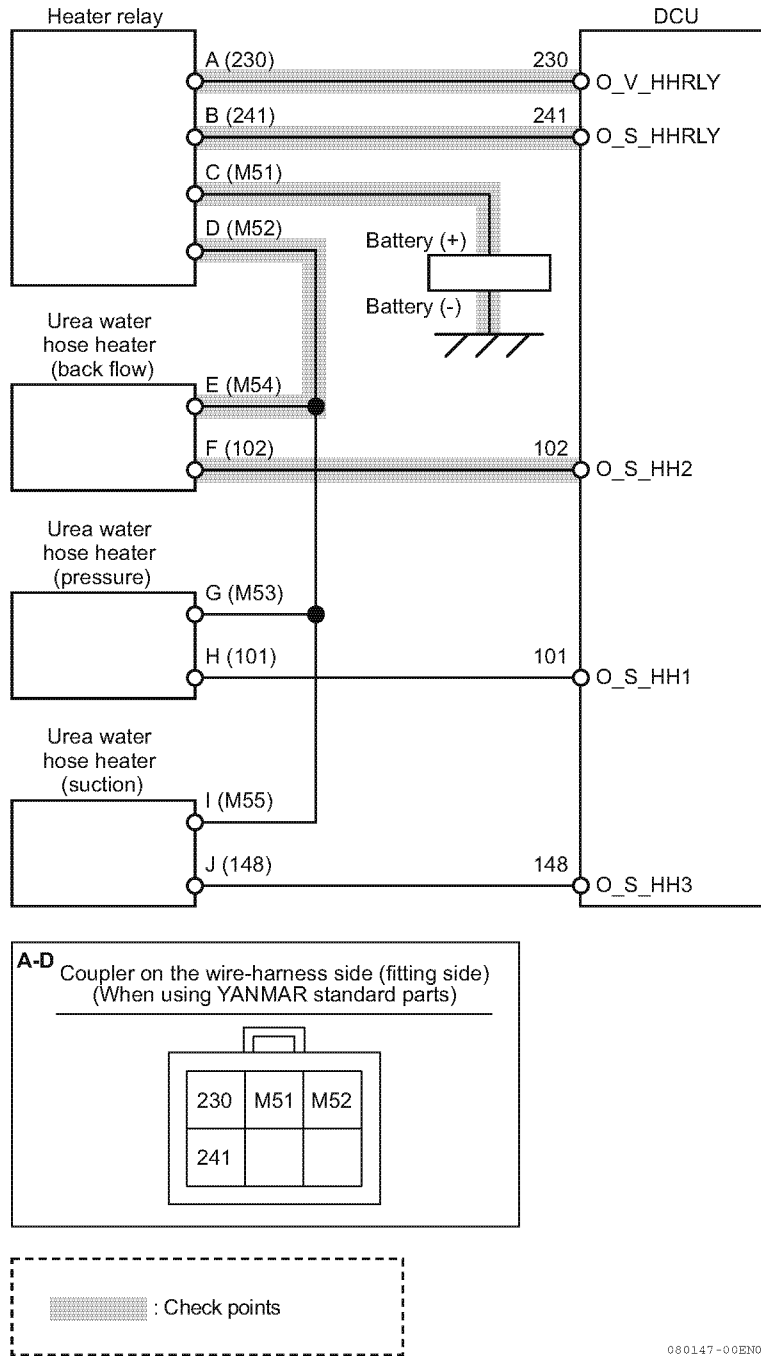 Heater relay
DCU
A (230)
230
O_V_HHRLY
B (241)
241
O_S_HHRLY
C (M51)
D (M52)
Battery (+)
Battery (-)
Urea water
hose heater
(back flow)
E (M54)
F (102)
102
O_S_HH2
Urea water
hose heater
(pressure)
G (M53)
H (101)
101
O_S_HH1
Urea water
hose heater
(suction)
I (M55)
J (148)
148
O_S_HH3
A-D
Coupler on the wire-harness side (fitting side)
(When using YANMAR standard parts)
230 M51 M52
241
: Check points
080147-00EN0